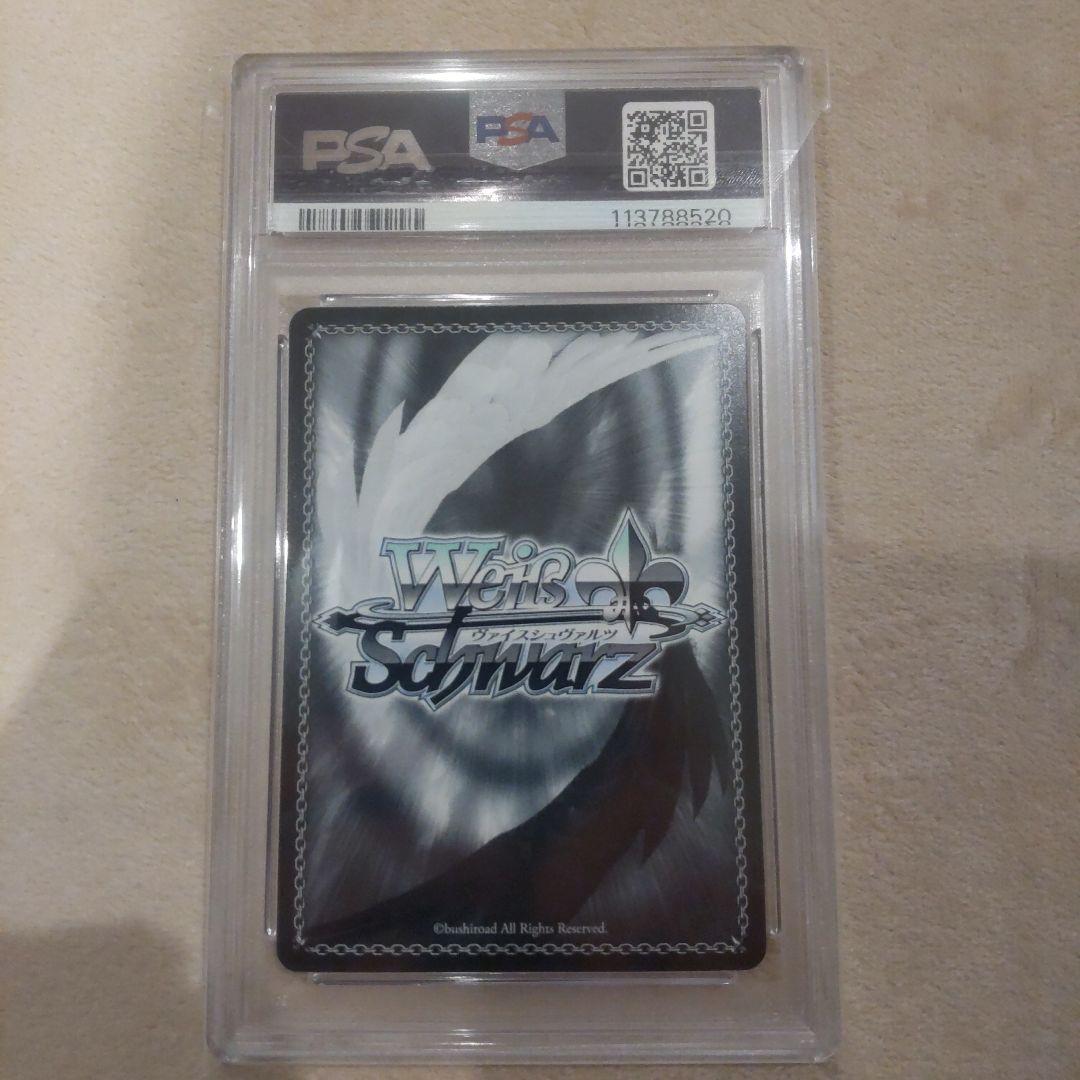 PSA
PSA
113788520
Weiß
ヴァイスシュヴァルツ
Schwarz
©bushiroad All Rights Reserved.